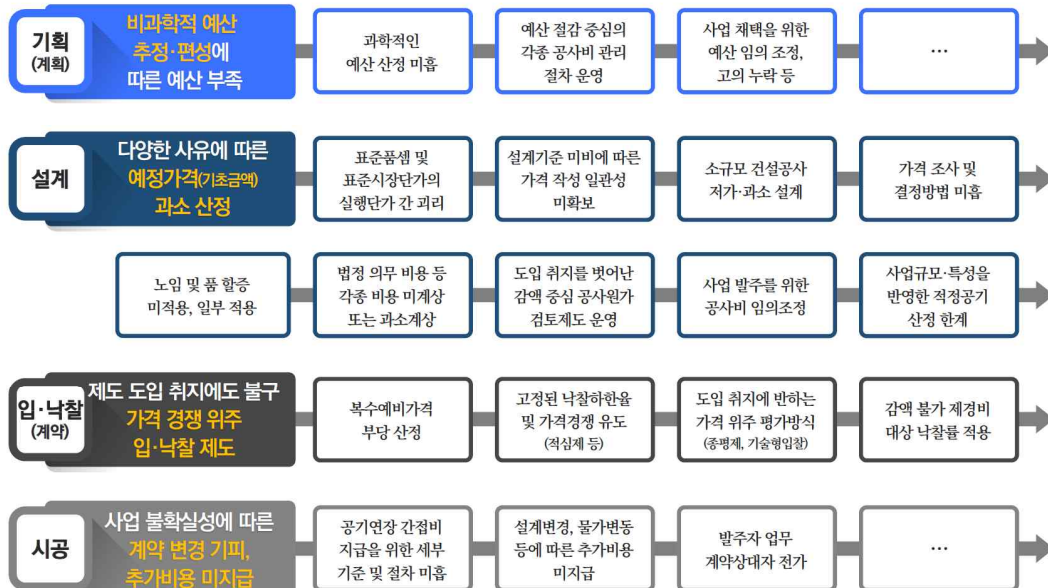 기획
(계획)
비과학적 예산
추정·편성에
따른 예산 부족
과학적인
예산 산정 미흡
예산 절감 중심의
각종 공사비 관리
절차 운영
사업 채택을 위한
예산 임의 조정,
고의 누락 등
…
설계
다양한 사유에 따른
예정가격(기초금액)
과소 산정
표준품셈 및
표준시장단가의
실행단가 간 괴리
설계기준 미비에 따른
가격 작성 일관성
미확보
소규모 건설공사
저가·과소 설계
가격 조사 및
결정방법 미흡
노임 및 품 할증
미적용, 일부 적용
법정 의무 비용 등
각종 비용 미계상
또는 과소계상
도입 취지를 벗어난
감액 중심 공사원가
검토제도 운영
사업 발주를 위한
공사비 임의조정
사업규모·특성을
반영한 적정공기
산정 한계
입·낙찰
(계약)
제도 도입 취지에도 불구
가격 경쟁 위주
입·낙찰 제도
복수예비가격
부당 산정
고정된 낙찰하한율
및 가격경쟁 유도
(적심제 등)
도입 취지에 반하는
가격 위주 평가방식
(종평제, 기술형입찰)
감액 불가 제경비
대상 낙찰률 적용
시공
사업 불확실성에 따른
계약 변경 기피,
추가비용 미지급
공기연장 간접비
지급을 위한 세부
기준 및 절차 미흡
설계변경, 물가변동
등에 따른 추가비용
미지급
발주자 업무
계약상대자 전가
…